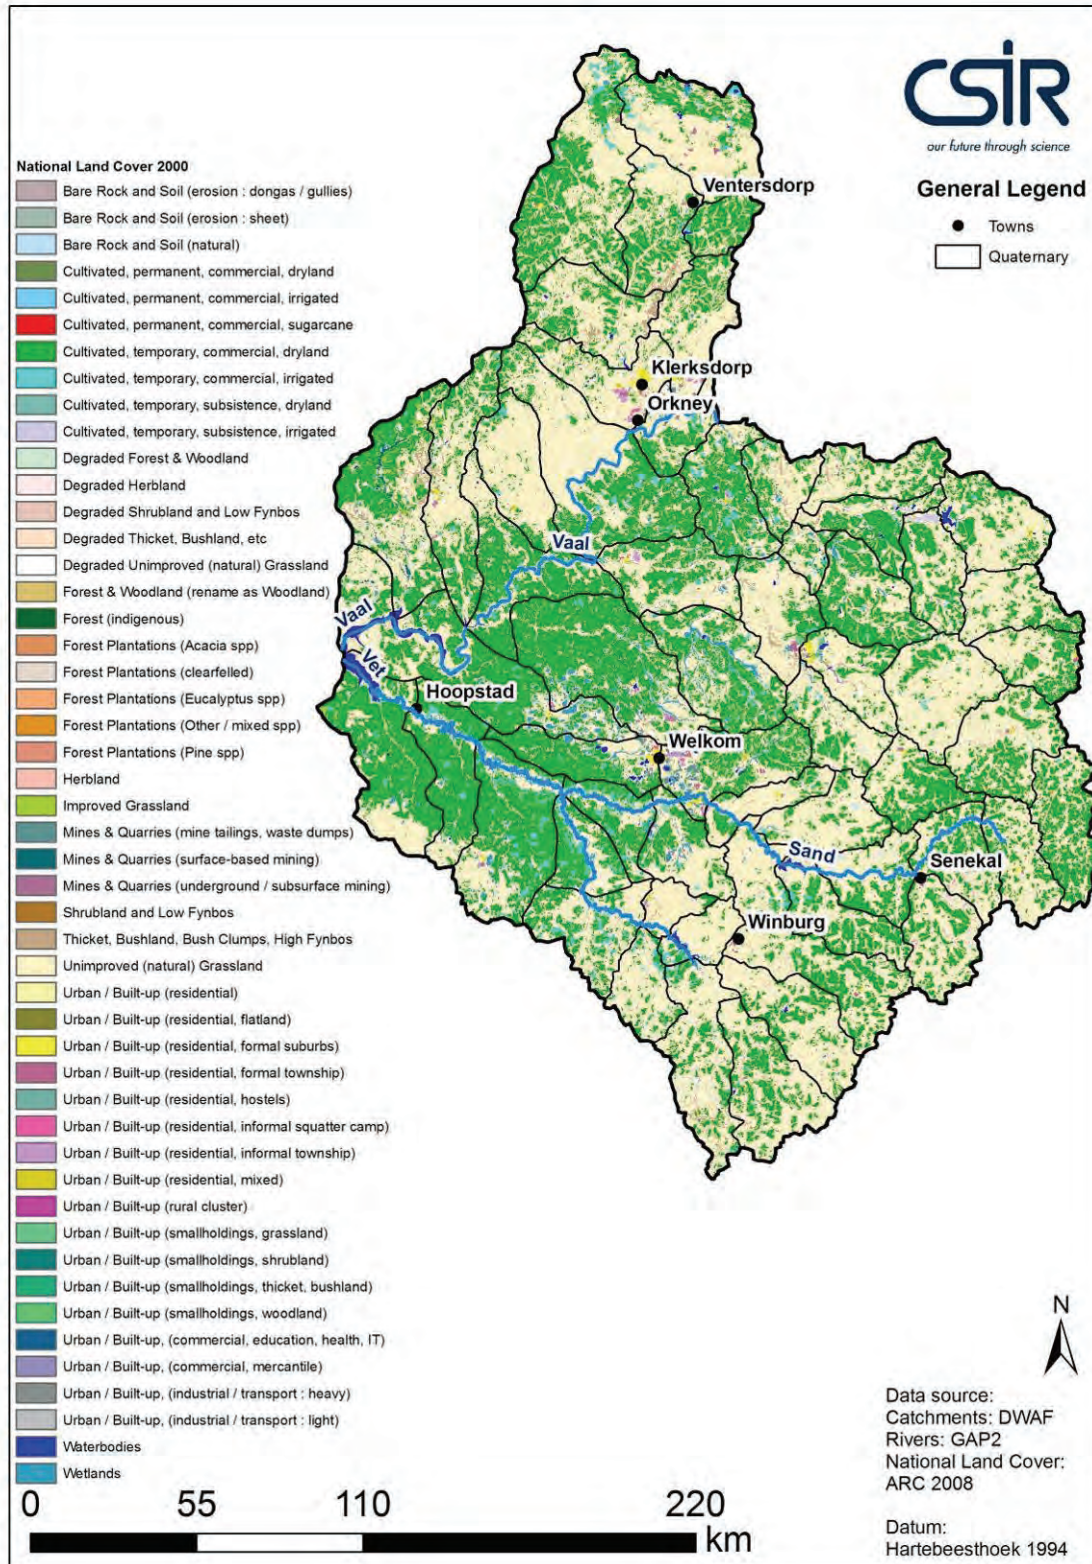 CSIR
our future through science
National Land Cover 2000
Bare Rock and Soil (erosion : dongas / gullies)
Bare Rock and Soil (erosion : sheet)
Bare Rock and Soil (natural)
Cultivated, permanent, commercial, dryland
Cultivated, permanent, commercial, irrigated
Cultivated, permanent, commercial, sugarcane
Cultivated, temporary, commercial, dryland
Cultivated, temporary, commercial, irrigated
Cultivated, temporary, subsistence, dryland
Cultivated, temporary, subsistence, irrigated
Degraded Forest & Woodland
Degraded Herbland
Degraded Shrubland and Low Fynbos
Degraded Thicket, Bushland, etc
Degraded Unimproved (natural) Grassland
Forest & Woodland (rename as Woodland)
Forest (indigenous)
Forest Plantations (Acacia spp)
Forest Plantations (clearfelled)
Forest Plantations (Eucalyptus spp)
Forest Plantations (Other / mixed spp)
Forest Plantations (Pine spp)
Herbland
Improved Grassland
Mines & Quarries (mine tailings, waste dumps)
Mines & Quarries (surface-based mining)
Mines & Quarries (underground / subsurface mining)
Shrubland and Low Fynbos
Thicket, Bushland, Bush Clumps, High Fynbos
Unimproved (natural) Grassland
Urban / Built-up (residential)
Urban / Built-up (residential, flatland)
Urban / Built-up (residential, formal suburbs)
Urban / Built-up (residential, formal township)
Urban / Built-up (residential, hostels)
Urban / Built-up (residential, informal squatter camp)
Urban / Built-up (residential, informal township)
Urban / Built-up (residential, mixed)
Urban / Built-up (rural cluster)
Urban / Built-up (smallholdings, grassland)
Urban / Built-up (smallholdings, shrubland)
Urban / Built-up (smallholdings, thicket, bushland)
Urban / Built-up (smallholdings, woodland)
Urban / Built-up, (commercial, education, health, IT)
Urban / Built-up, (commercial, mercantile)
Urban / Built-up, (industrial / transport : heavy)
Urban / Built-up, (industrial / transport : light)
Waterbodies
Wetlands
General Legend
Towns
Quaternary
Ventersdorp
Klerksdorp
Orkney
Vaal
Vaal
Vet
Hoopstad
Welkom
Sand
Senekal
Winburg
N
Data source:
Catchments: DWAF
Rivers: GAP2
National Land Cover:
ARC 2008
Datum:
Hartebeesthoek 1994
0 55 110 220
km